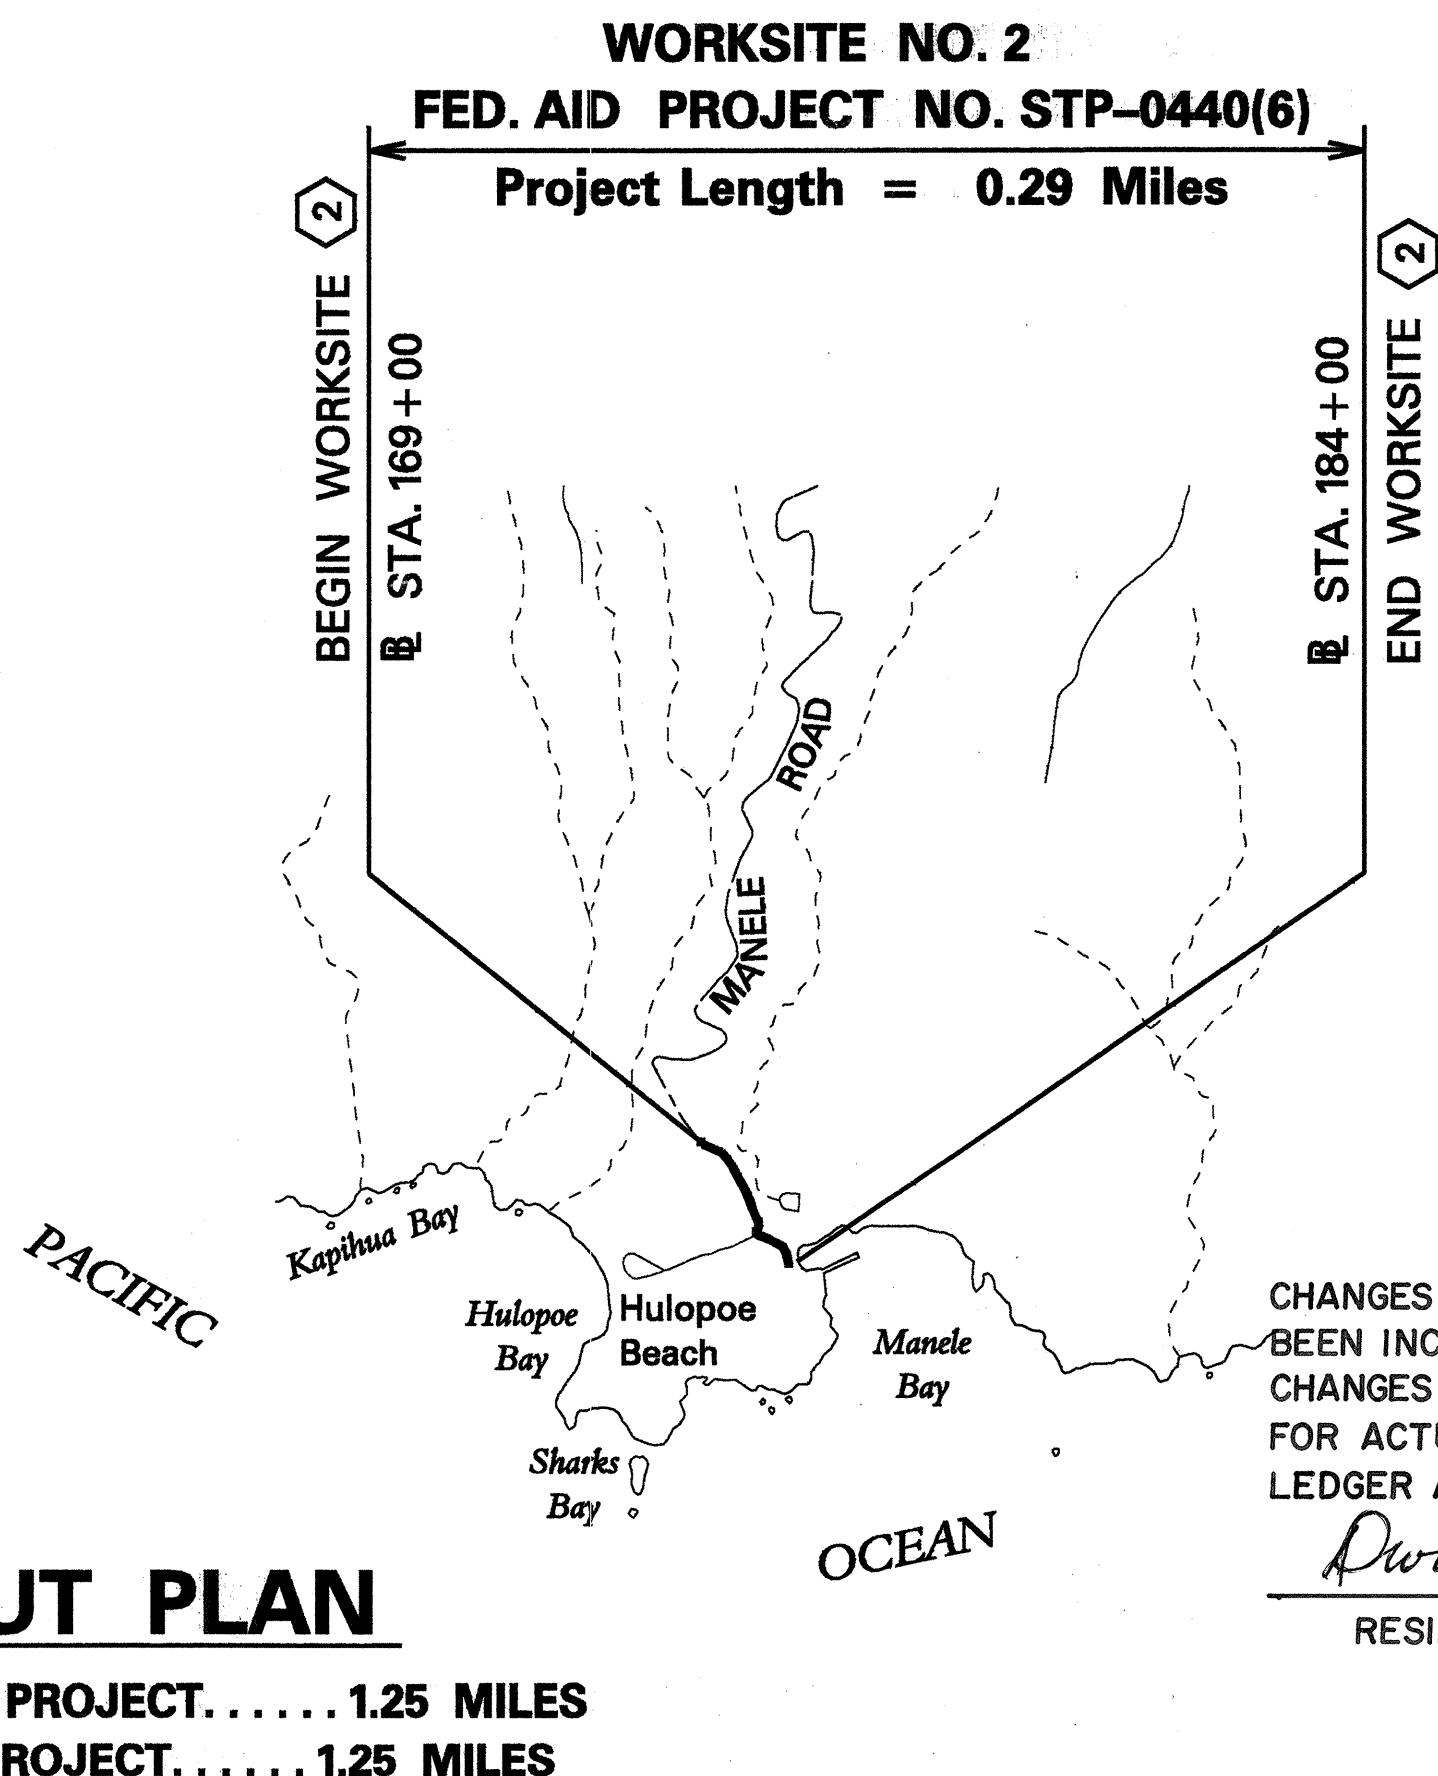 WORKSITE NO. 2
FED. AID PROJECT NO. STP–0440(6)
Project Length = 0.29 Miles
BEGIN WORKSITE 2
BL STA. 169+00
BL STA. 184+00
END WORKSITE 2
MANELE ROAD
Kapihua Bay
PACIFIC
Hulopoe
Bay
Hulopoe
Beach
Manele
Bay
Sharks
Bay
OCEAN
CHANGES
BEEN INC
CHANGES
FOR ACTU
LEDGER A
RESI
UT PLAN
PROJECT......1.25 MILES
ROJECT......1.25 MILES